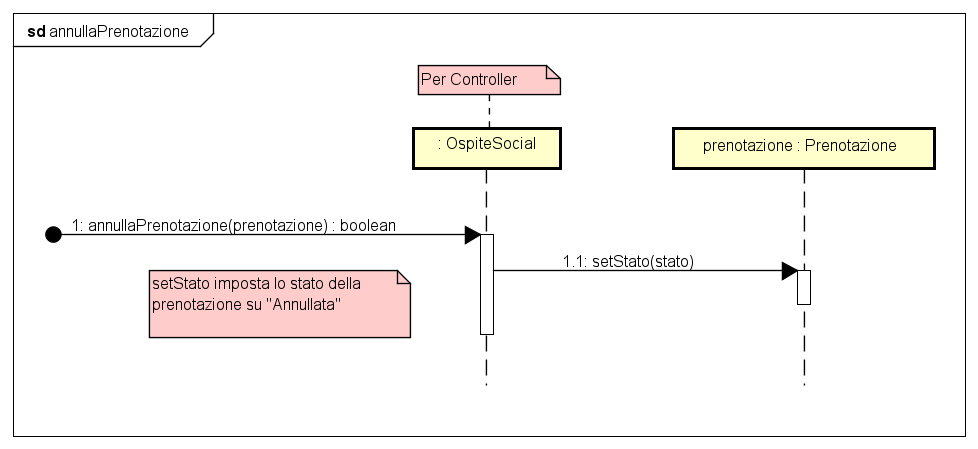 sd annullaPrenotazione
Per Controller
: OspiteSocial
prenotazione : Prenotazione
1: annullaPrenotazione(prenotazione) : boolean
1.1: setStato(stato)
setStato imposta lo stato della
prenotazione su "Annullata"